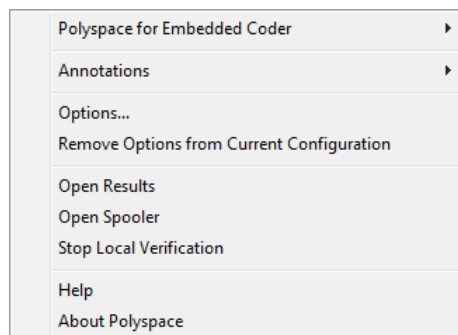 Polyspace for Embedded Coder
Annotations
Options...
Remove Options from Current Configuration
Open Results
Open Spooler
Stop Local Verification
Help
About Polyspace